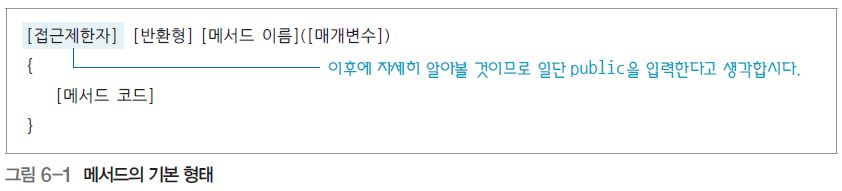 [접근제한자] [반환형] [메서드 이름]([매개변수])
{
이후에 자세히 알아볼 것이므로 일단 public을 입력한다고 생각합시다.
[메서드 코드]
}
그림 6-1 메서드의 기본 형태